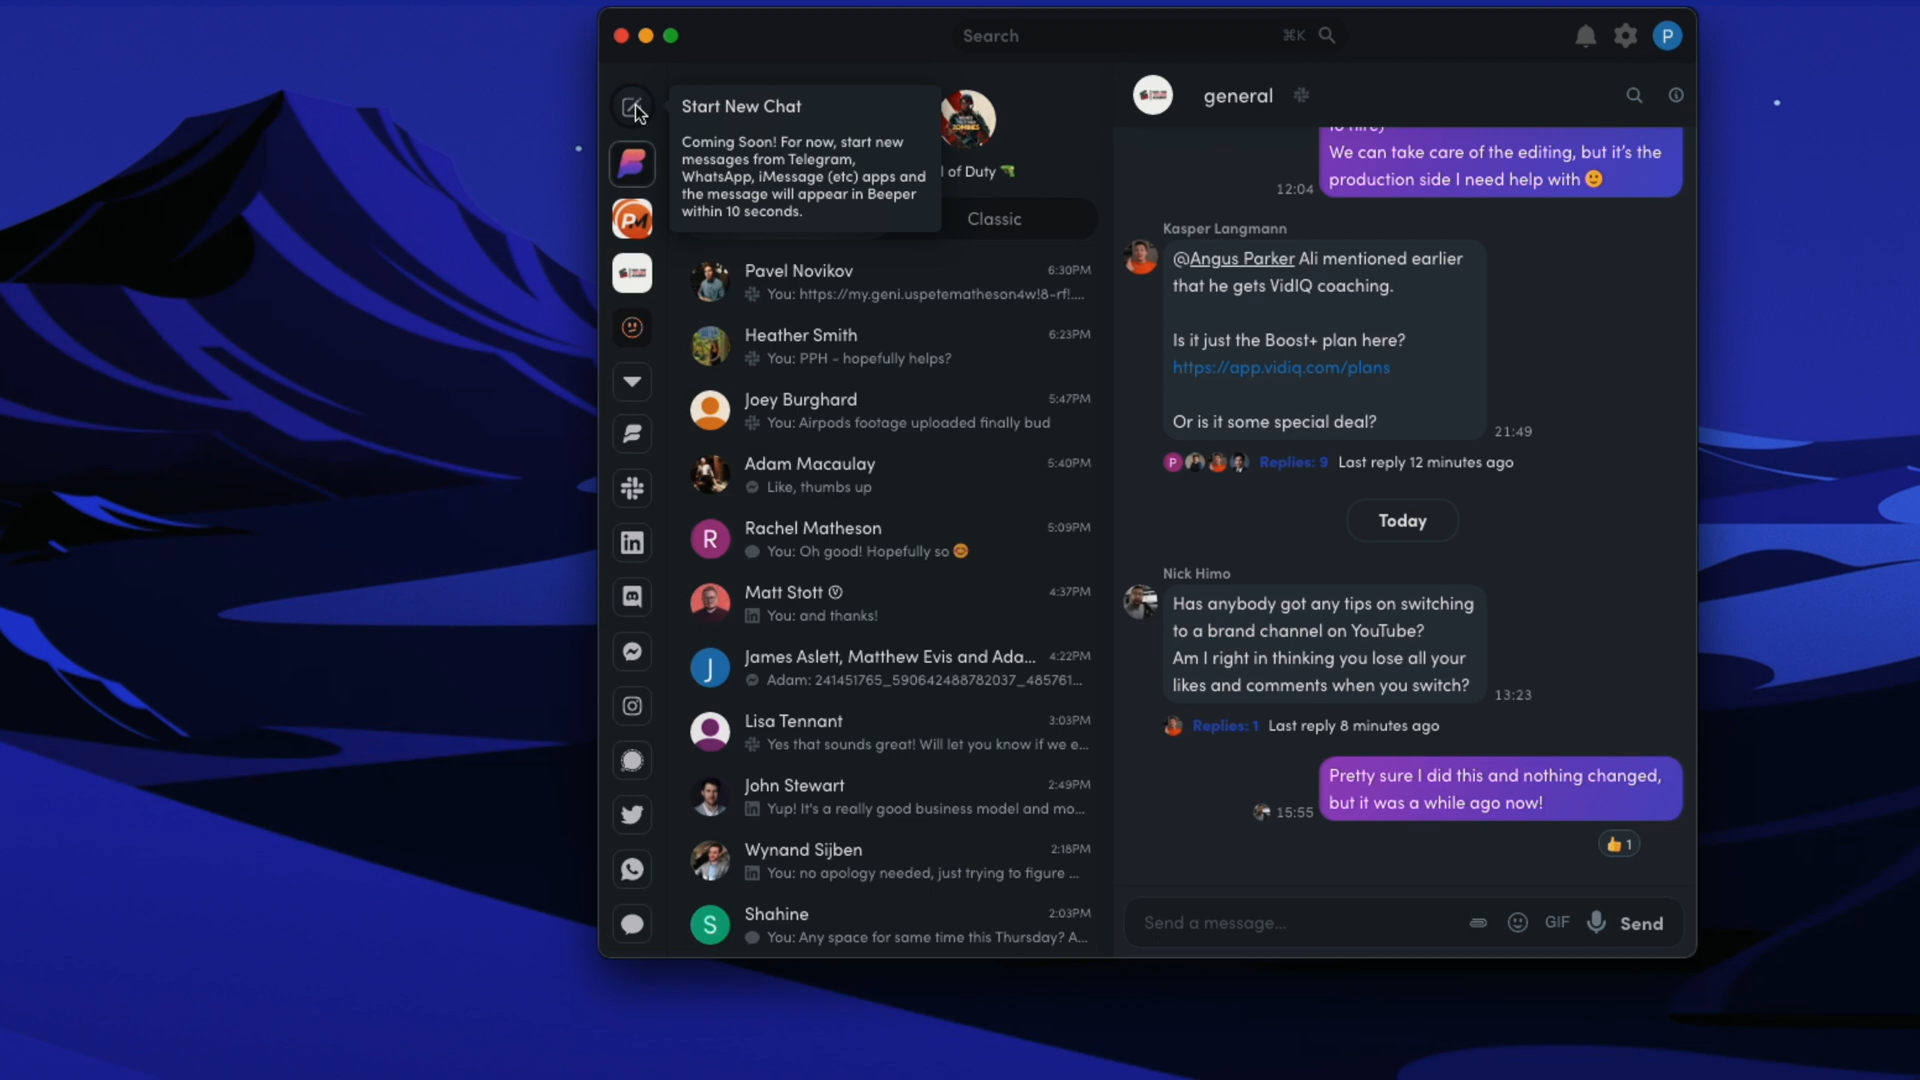 Search
⌘K
P
Start New Chat
Coming Soon! For now, start new
messages from Telegram,
WhatsApp, iMessage (etc) apps and
the message will appear in Beeper
within 10 seconds.
ZOMBIES
l of Duty
Classic
PM
Pavel Novikov
6:30PM
You: https://my.geni.uspetematheson4w!8-rf!....
Heather Smith
6:23PM
You: PPH - hopefully helps?
Joey Burghard
5:47PM
You: Airpods footage uploaded finally bud
Adam Macaulay
5:40PM
Like, thumbs up
R
Rachel Matheson
5:09PM
You: Oh good! Hopefully so 😊
Matt Stott Ⓥ
4:37PM
You: and thanks!
J
James Aslett, Matthew Evis and Ada...
4:22PM
Adam: 241451765_590642488782037_485761...
Lisa Tennant
3:03PM
Yes that sounds great! Will let you know if we e...
John Stewart
2:49PM
Yup! It's a really good business model and mo...
Wynand Sijben
2:18PM
You: no apology needed, just trying to figure ...
S
Shahine
2:03PM
You: Any space for same time this Thursday? A...
in
general
to hire)
We can take care of the editing, but it's the
production side I need help with 🙂
12:04
Kasper Langmann
@Angus Parker Ali mentioned earlier
that he gets VidIQ coaching.
Is it just the Boost+ plan here?
https://app.vidiq.com/plans
Or is it some special deal?
21:49
P
Replies: 9 Last reply 12 minutes ago
Today
Nick Himo
Has anybody got any tips on switching
to a brand channel on YouTube?
Am I right in thinking you lose all your
likes and comments when you switch?
13:23
Replies: 1 Last reply 8 minutes ago
Pretty sure I did this and nothing changed,
but it was a while ago now!
15:55
👍 1
Send a message...
GIF
Send